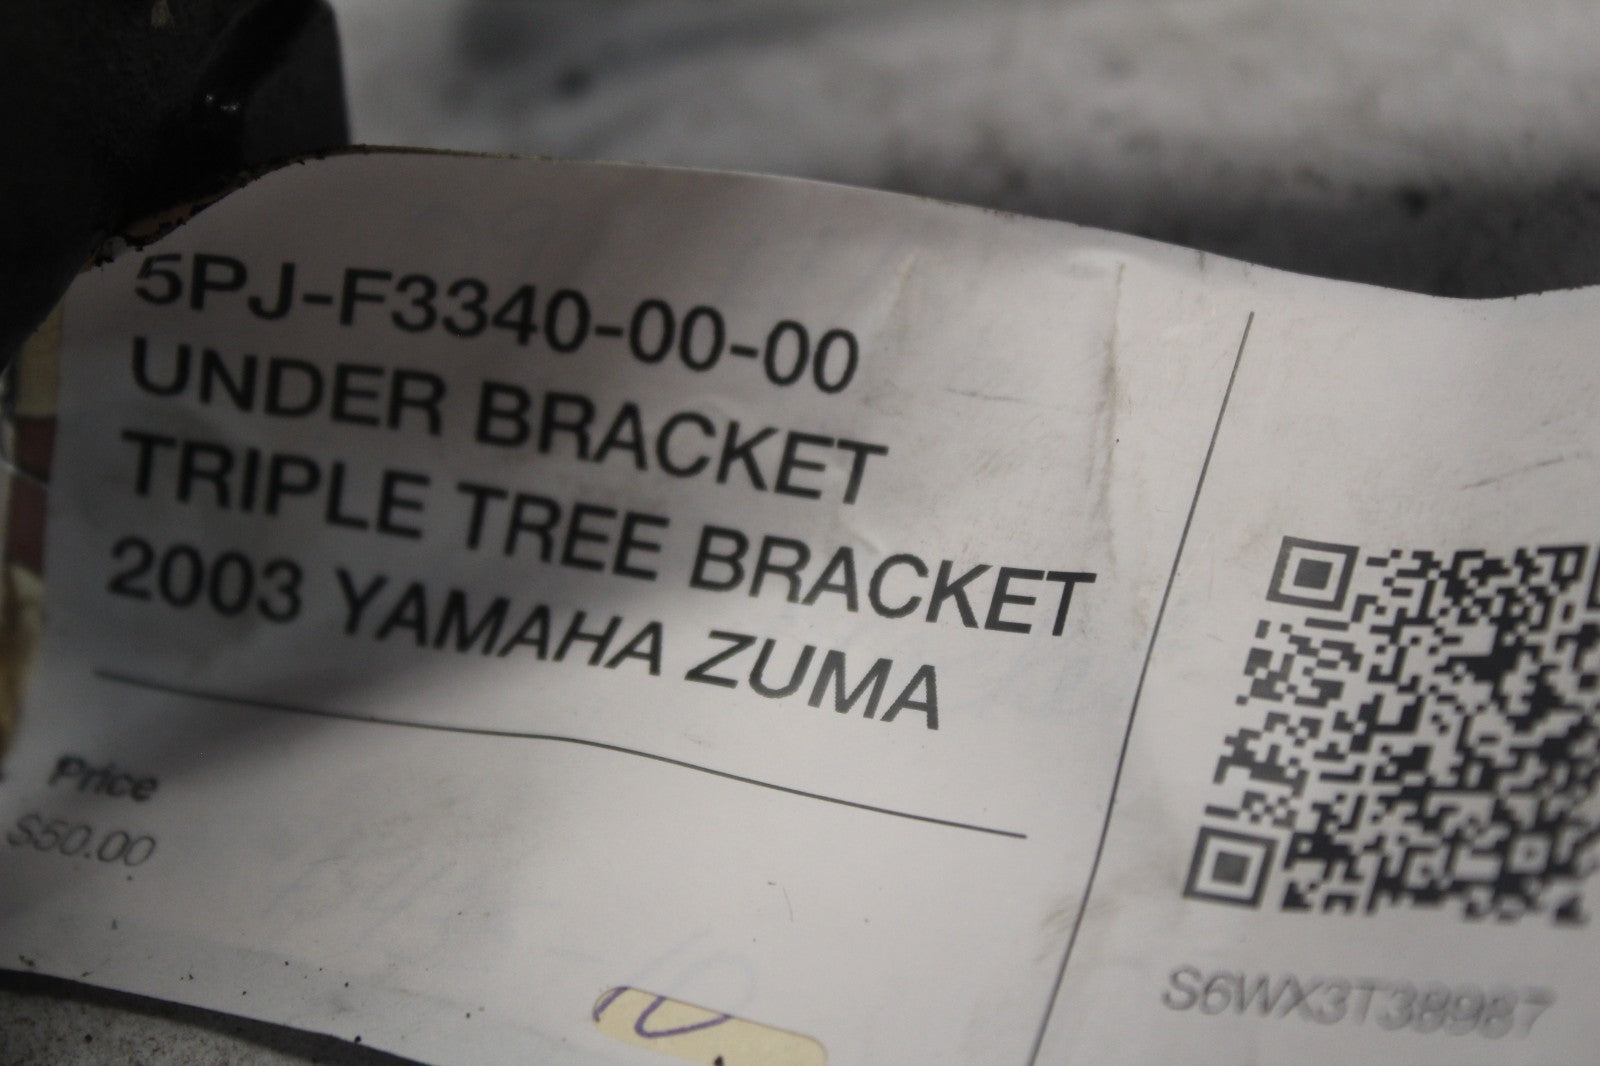 5PJ-F3340-00-00
UNDER BRACKET
TRIPLE TREE BRACKET
2003 YAMAHA ZUMA
Price
$50.00
S6WX3T38987